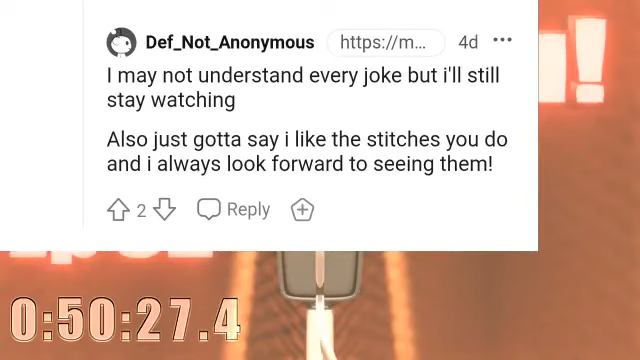 Def_Not_Anonymous https://m... 4d
I may not understand every joke but i'll still
stay watching
Also just gotta say i like the stitches you do
and i always look forward to seeing them!
2 Reply
0:50:27.4